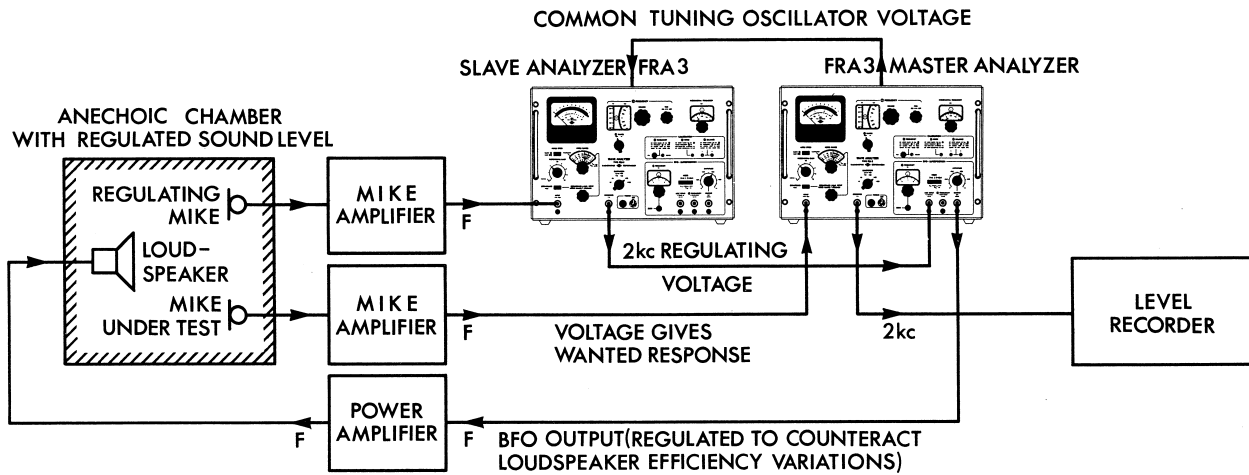 COMMON TUNING OSCILLATOR VOLTAGE
SLAVE ANALYZER FRA3
FRA3 MASTER ANALYZER
ANECHOIC CHAMBER
WITH REGULATED SOUND LEVEL
REGULATING
MIKE
MIKE
AMPLIFIER
F
LOUD-
SPEAKER
2kc REGULATING
VOLTAGE
MIKE
UNDER TEST
MIKE
AMPLIFIER
F
VOLTAGE GIVES
WANTED RESPONSE
2kc
LEVEL
RECORDER
F
POWER
AMPLIFIER
F
BFO OUTPUT(REGULATED TO COUNTERACT
LOUDSPEAKER EFFICIENCY VARIATIONS)